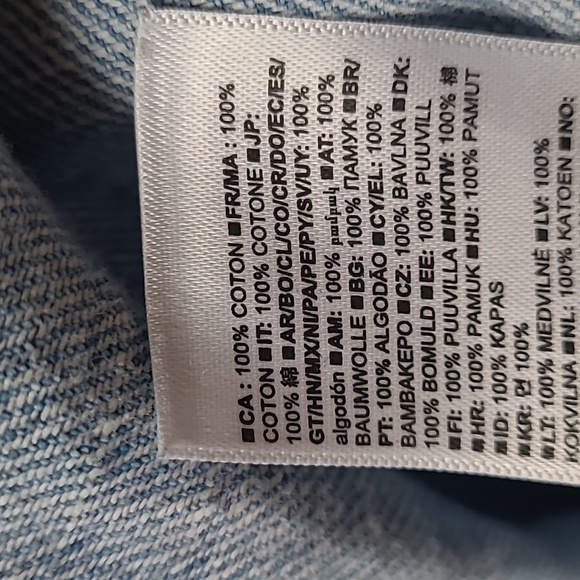 ■CA : 100% COTON ■FR/MA : 100%
COTON ■IT: 100% COTONE ■JP:
100% 綿 ■AR/BO/CL/CO/CR/DO/EC/ES/
GT/HN/MX/NI/PA/PE/PY/SV/UY: 100%
algodón ■AM: 100% բամբակ ■AT: 100%
BAUMWOLLE ■BG: 100% ПАМУК ■BR/
PT: 100% ALGODÃO ■CY/EL: 100%
BAMBAKEPO ■CZ: 100% BAVLNA ■DK:
100% BOMULD ■EE: 100% PUUVILL
■FI: 100% PUUVILLA ■HK/TW: 100% 棉
■HR: 100% PAMUK ■HU: 100% PAMUT
■ID: 100% KAPAS
■KR: 면 100%
■LT: 100% MEDVILNĖ ■LV: 100%
KOKVILNA ■NL: 100% KATOEN ■NO: